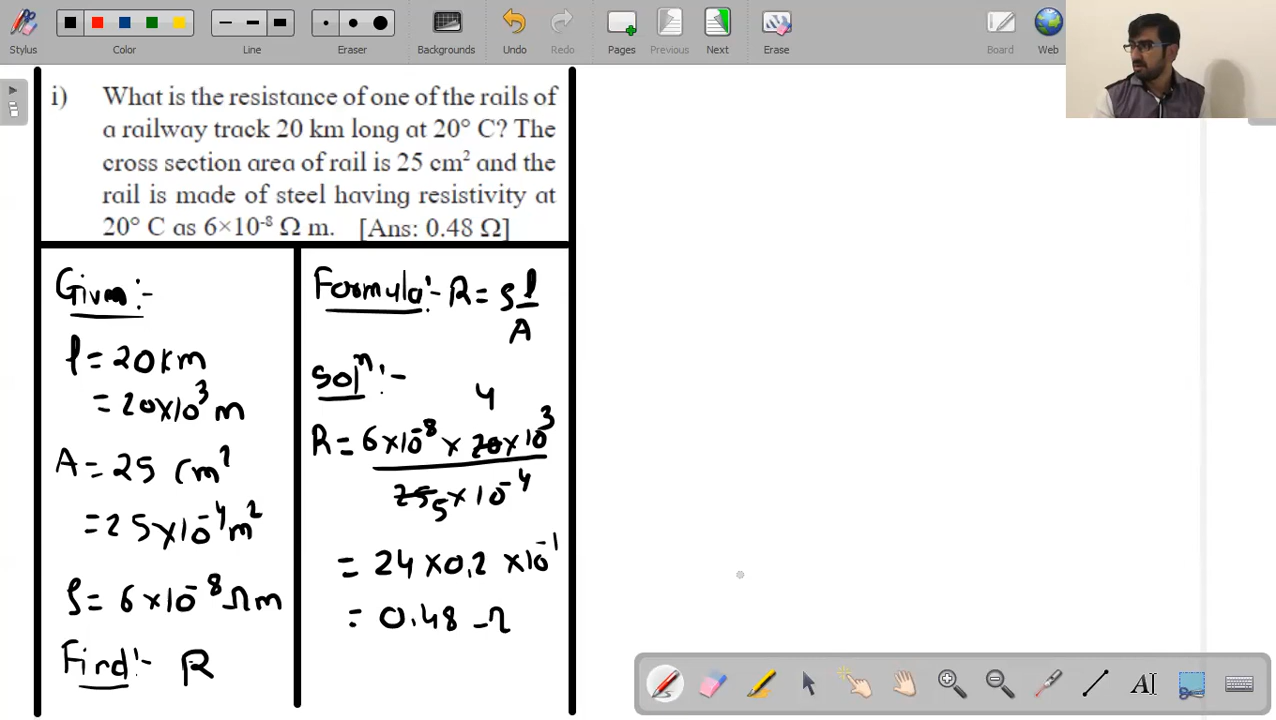 Stylus Color Line Eraser Backgrounds Undo Redo Pages Previous Next Erase Board Web
i) What is the resistance of one of the rails of
a railway track 20 km long at 20° C? The
cross section area of rail is 25 cm² and the
rail is made of steel having resistivity at
20° C as 6×10⁻⁸ Ω m. [Ans: 0.48 Ω]
Given:-
l = 20 km
= 20×10³ m
A = 25 cm²
= 25×10⁻⁴ m²
ρ = 6×10⁻⁸ Ωm
Find:- R
Formula:- R = ρ l
A
Solⁿ:-
4
R = 6×10⁻⁸ × 20×10³
25 5 × 10⁻⁴
= 24×0.2 ×10⁻¹
= 0.48 Ω